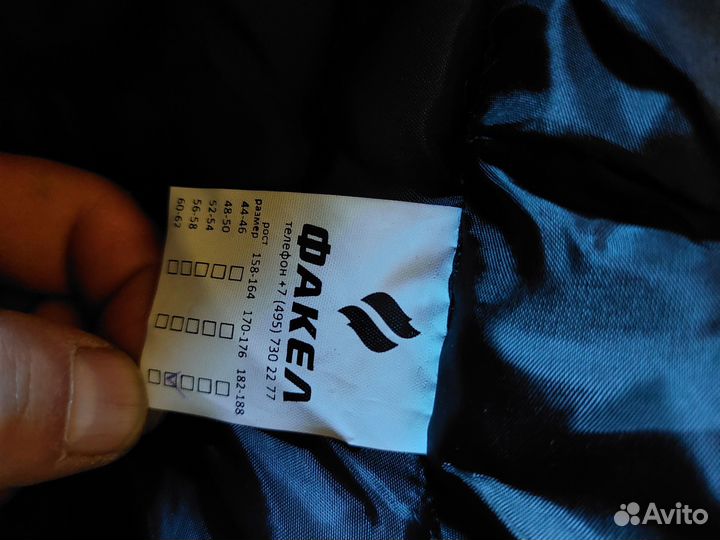 ФАКЕЛ
телефон +7 (495) 730 22 77
рост 158-164 170-176 182-188
размер
44-46 □ □ □
48-50 □ □ □
52-54 □ □ □
56-58 □ □ ☑
60-62 □ □ □
Avito